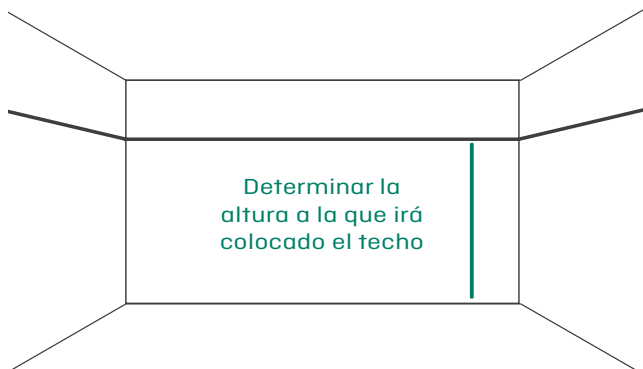 Determinar la
altura a la que irá
colocado el techo